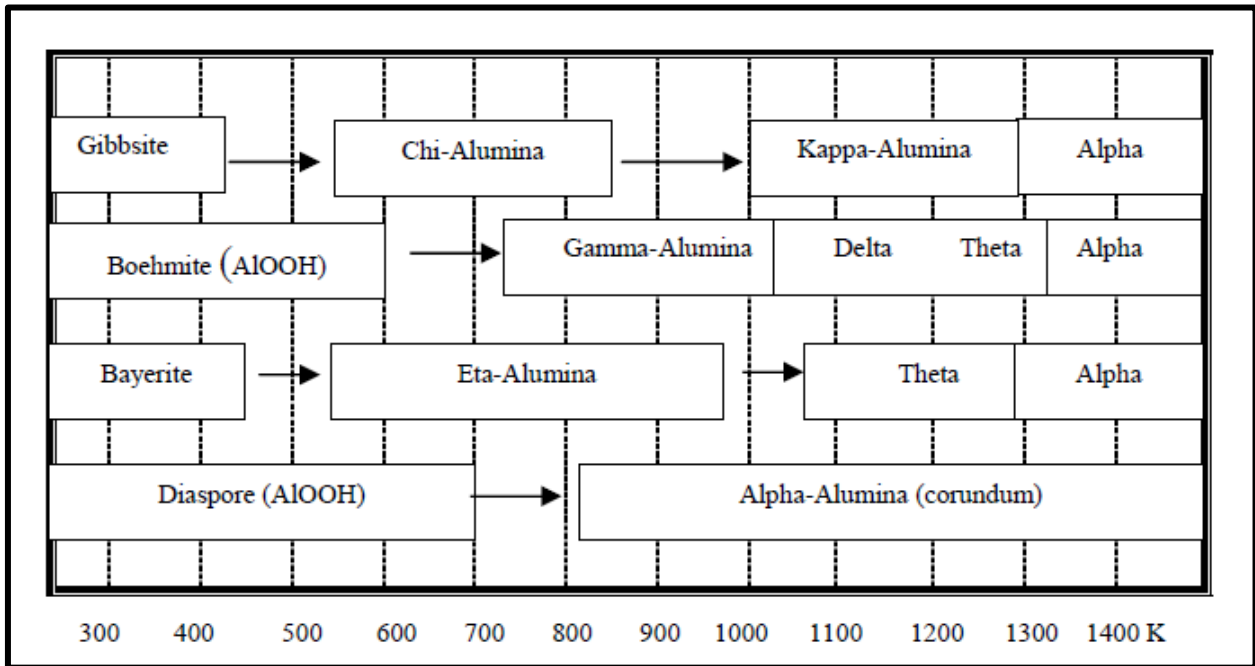 Gibbsite Chi-Alumina Kappa-Alumina Alpha
Boehmite (AlOOH) Gamma-Alumina Delta Theta Alpha
Bayerite Eta-Alumina Theta Alpha
Diaspore (AlOOH) Alpha-Alumina (corundum)
300 400 500 600 700 800 900 1000 1100 1200 1300 1400 K